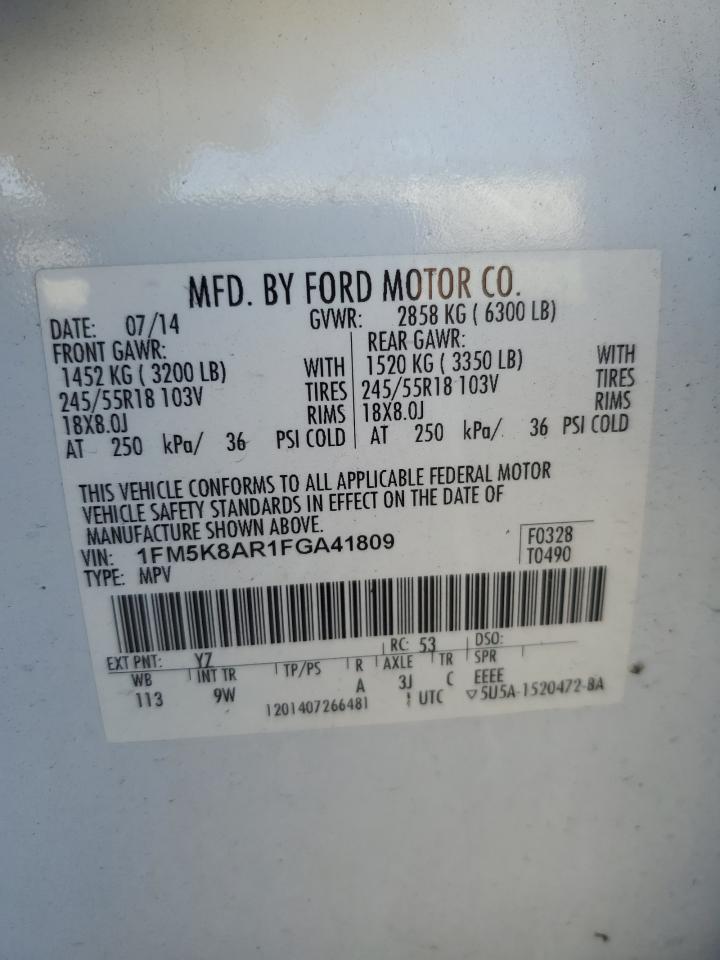 MFD. BY FORD MOTOR CO.
DATE: 07/14 GVWR: 2858 KG ( 6300 LB)
FRONT GAWR: REAR GAWR:
1452 KG ( 3200 LB) WITH 1520 KG ( 3350 LB) WITH
245/55R18 103V TIRES 245/55R18 103V TIRES
18X8.0J RIMS 18X8.0J RIMS
AT 250 kPa/ 36 PSI COLD AT 250 kPa/ 36 PSI COLD
THIS VEHICLE CONFORMS TO ALL APPLICABLE FEDERAL MOTOR
VEHICLE SAFETY STANDARDS IN EFFECT ON THE DATE OF
MANUFACTURE SHOWN ABOVE.
VIN: 1FM5K8AR1FGA41809 F0328
TYPE: MPV T0490
EXT PNT: YZ RC: 53 DSO:
WB INT TR TP/PS R AXLE TR SPR
113 9W A 3J C EEEE
1201407266481 UTC ▽5U5A-1520472-BA